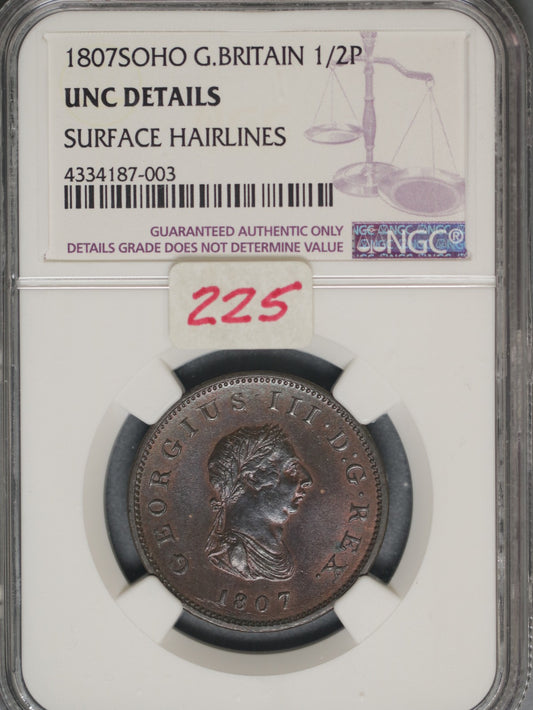 1807SOHO G.BRITAIN 1/2P
UNC DETAILS
SURFACE HAIRLINES
4334187-003
GUARANTEED AUTHENTIC ONLY
DETAILS GRADE DOES NOT DETERMINE VALUE
NGC®
225
GEORGIUS III · D : G · REX .
1807